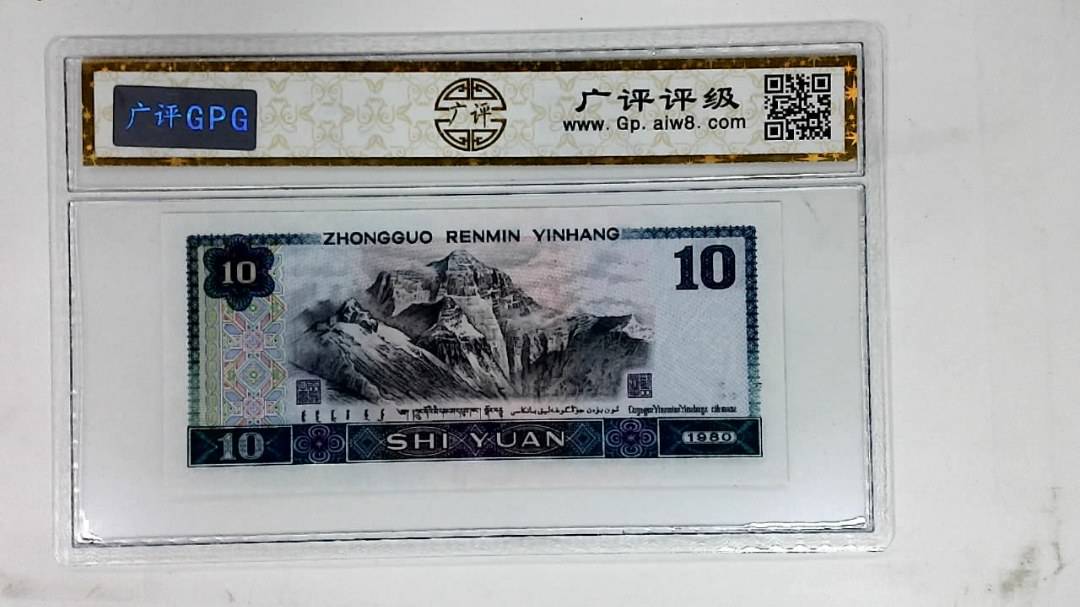 广评GPG
广评
广评评级
www. Gp. aiw8. com
ZHONGGUO RENMIN YINHANG
10
10
10
SHI YUAN
1980